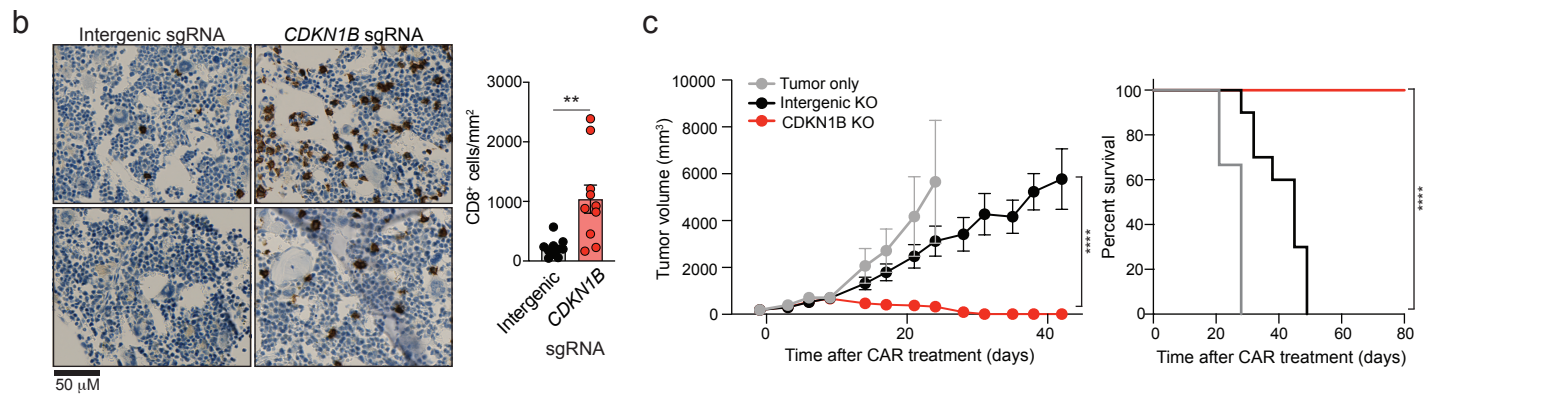 b
Intergenic sgRNA
CDKN1B sgRNA
50 µM
3000
2000
1000
0
CD8⁺ cells/mm²
**
Intergenic
CDKN1B
sgRNA
c
10000
8000
6000
4000
2000
0
Tumor volume (mm³)
Tumor only
Intergenic KO
CDKN1B KO
****
0
20
40
Time after CAR treatment (days)
100
80
60
40
20
0
Percent survival
****
0
20
40
60
80
Time after CAR treatment (days)